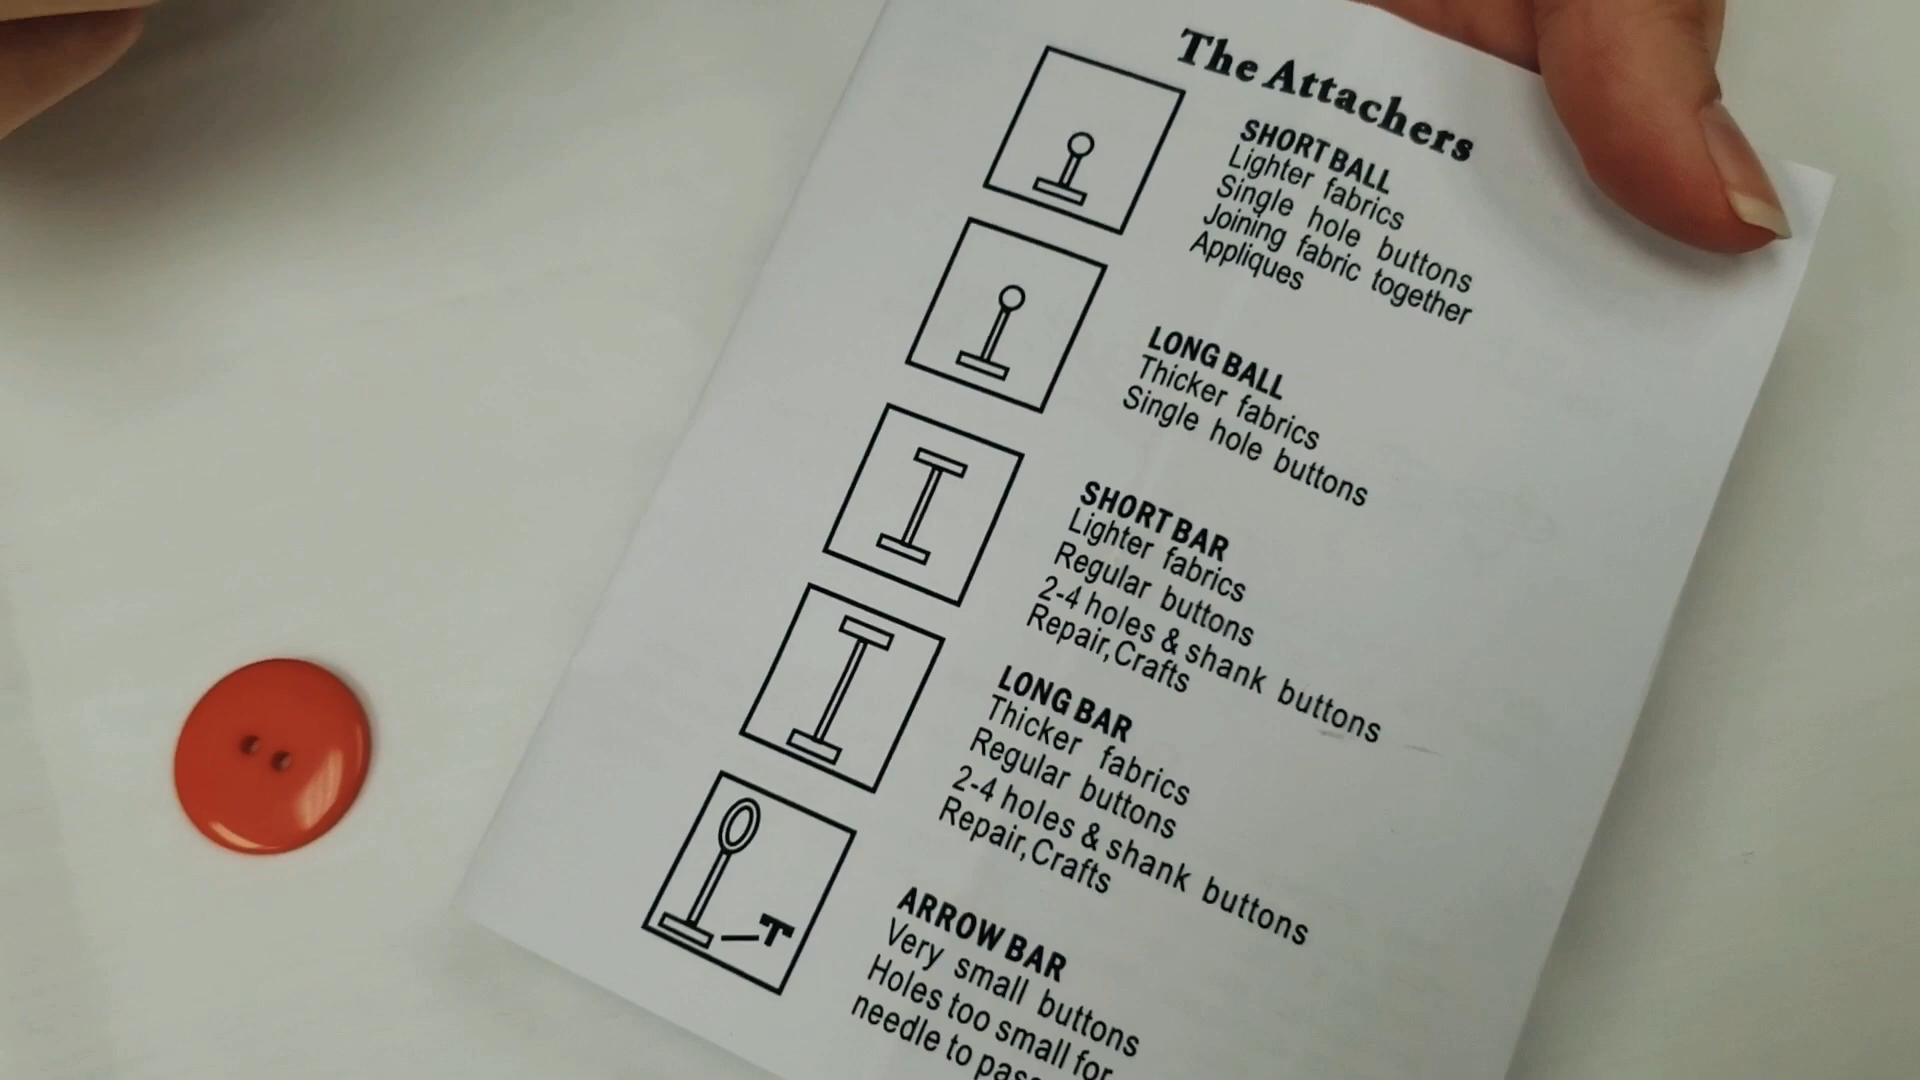 The Attachers
SHORT BALL
Lighter fabrics
Single hole buttons
Joining fabric together
Appliques
LONG BALL
Thicker fabrics
Single hole buttons
SHORT BAR
Lighter fabrics
Regular buttons
2-4 holes & shank buttons
Repair,Crafts
LONG BAR
Thicker fabrics
Regular buttons
2-4 holes & shank buttons
Repair,Crafts
ARROW BAR
Very small buttons
Holes too small for
needle to